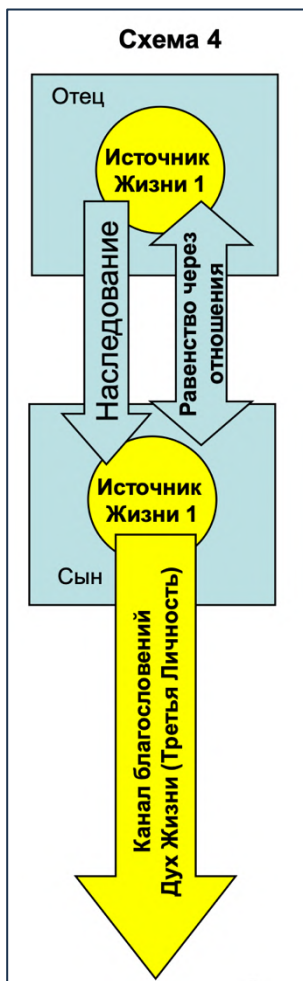 Схема 4
Отец
Источник
Жизни 1
Наследование
Равенство через
отношения
Источник
Жизни 1
Сын
Канал благословений
Дух Жизни (Третья Личность)